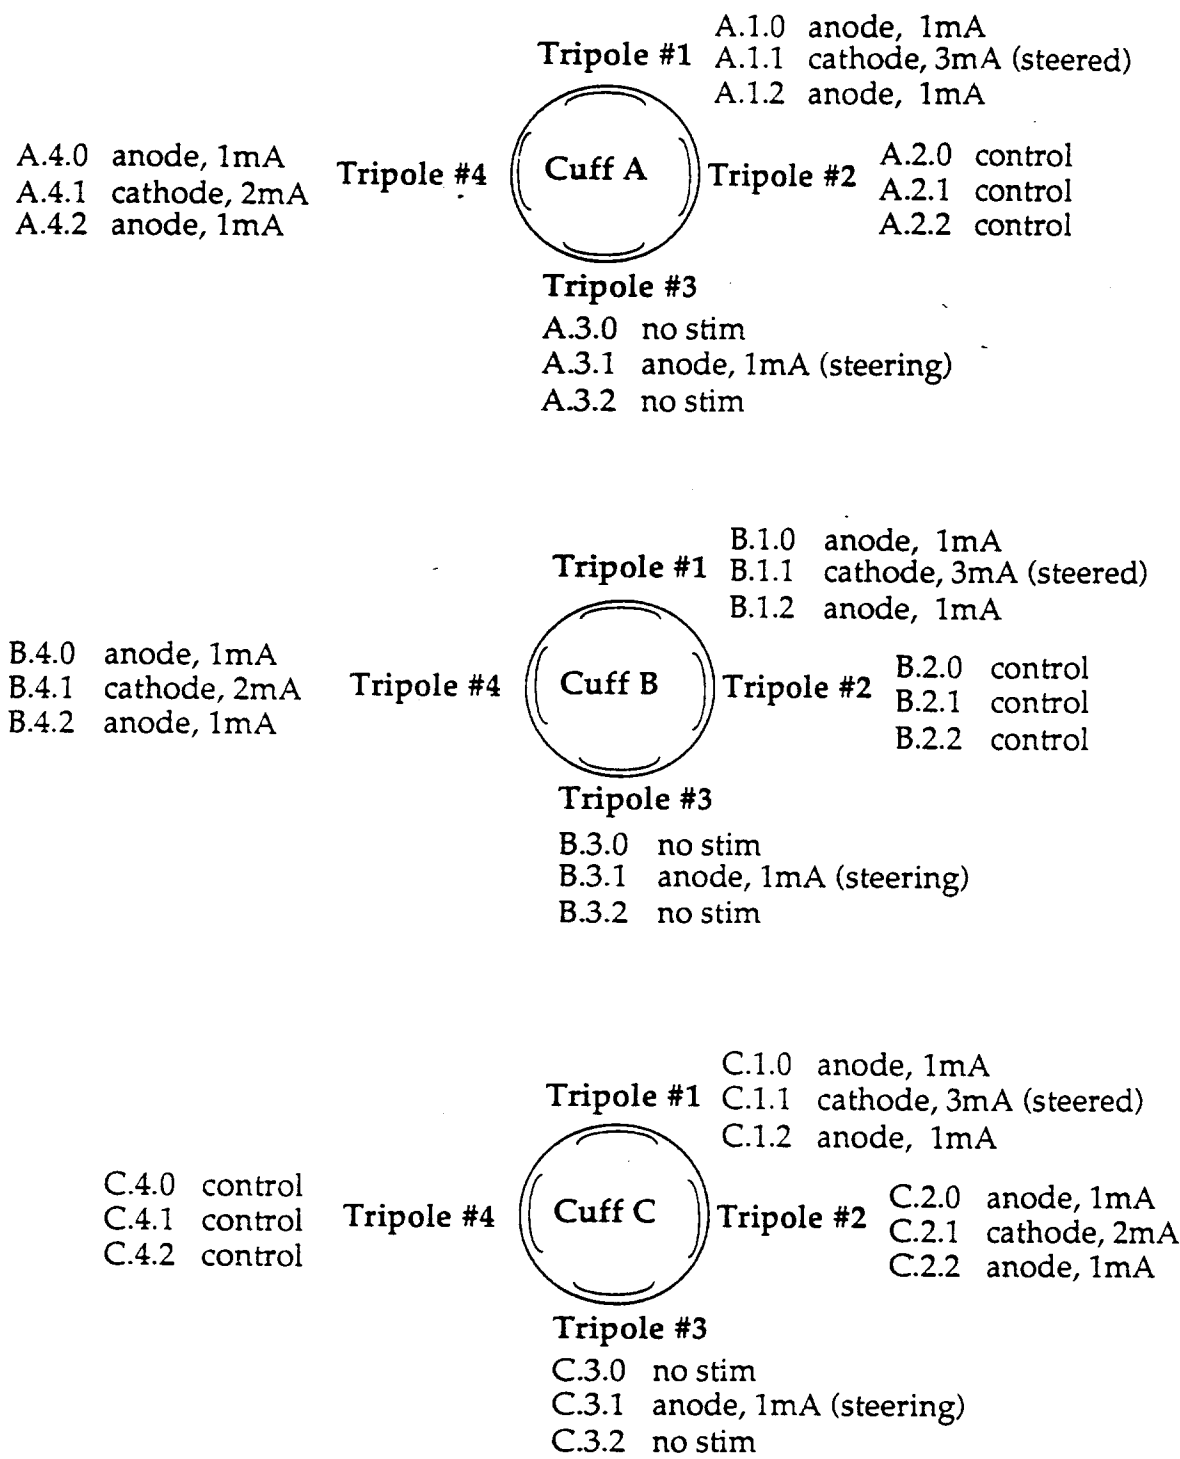 A.1.0 anode, 1mA
Tripole #1 A.1.1 cathode, 3mA (steered)
A.1.2 anode, 1mA
A.4.0 anode, 1mA
A.4.1 cathode, 2mA
A.4.2 anode, 1mA
Tripole #4
Cuff A
Tripole #2
A.2.0 control
A.2.1 control
A.2.2 control
Tripole #3
A.3.0 no stim
A.3.1 anode, 1mA (steering)
A.3.2 no stim
B.1.0 anode, 1mA
Tripole #1 B.1.1 cathode, 3mA (steered)
B.1.2 anode, 1mA
B.4.0 anode, 1mA
B.4.1 cathode, 2mA
B.4.2 anode, 1mA
Tripole #4
Cuff B
Tripole #2
B.2.0 control
B.2.1 control
B.2.2 control
Tripole #3
B.3.0 no stim
B.3.1 anode, 1mA (steering)
B.3.2 no stim
C.1.0 anode, 1mA
Tripole #1 C.1.1 cathode, 3mA (steered)
C.1.2 anode, 1mA
C.4.0 control
C.4.1 control
C.4.2 control
Tripole #4
Cuff C
Tripole #2
C.2.0 anode, 1mA
C.2.1 cathode, 2mA
C.2.2 anode, 1mA
Tripole #3
C.3.0 no stim
C.3.1 anode, 1mA (steering)
C.3.2 no stim